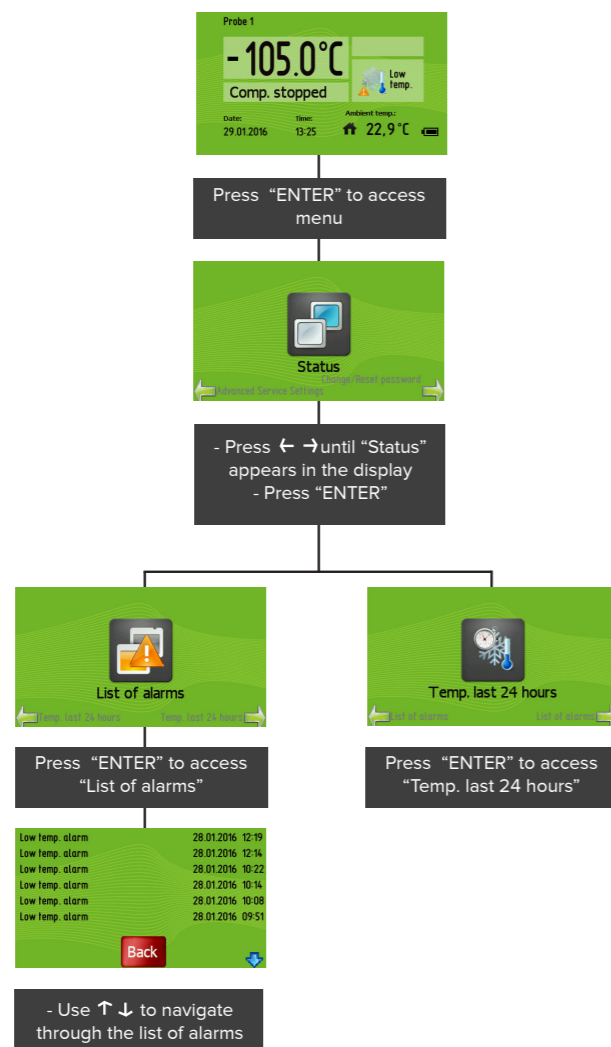 Probe 1
- 105.0°C
Comp. stopped
Low
temp.
Date:
Time:
Ambient temp.:
29.01.2016
13:25
22,9°C
Press “ENTER” to access
menu
Status
Change/Reset password
Advanced Service Settings
- Press ← → until “Status”
appears in the display
- Press “ENTER”
List of alarms
Temp. last 24 hours
Temp. last 24 hours
Temp. last 24 hours
List of alarms
List of alarms
Press “ENTER” to access
“List of alarms”
Press “ENTER” to access
“Temp. last 24 hours”
Low temp. alarm 28.01.2016 12:19
Low temp. alarm 28.01.2016 12:14
Low temp. alarm 28.01.2016 10:22
Low temp. alarm 28.01.2016 10:14
Low temp. alarm 28.01.2016 10:08
Low temp. alarm 28.01.2016 09:51
Back
- Use ↑ ↓ to navigate
through the list of alarms